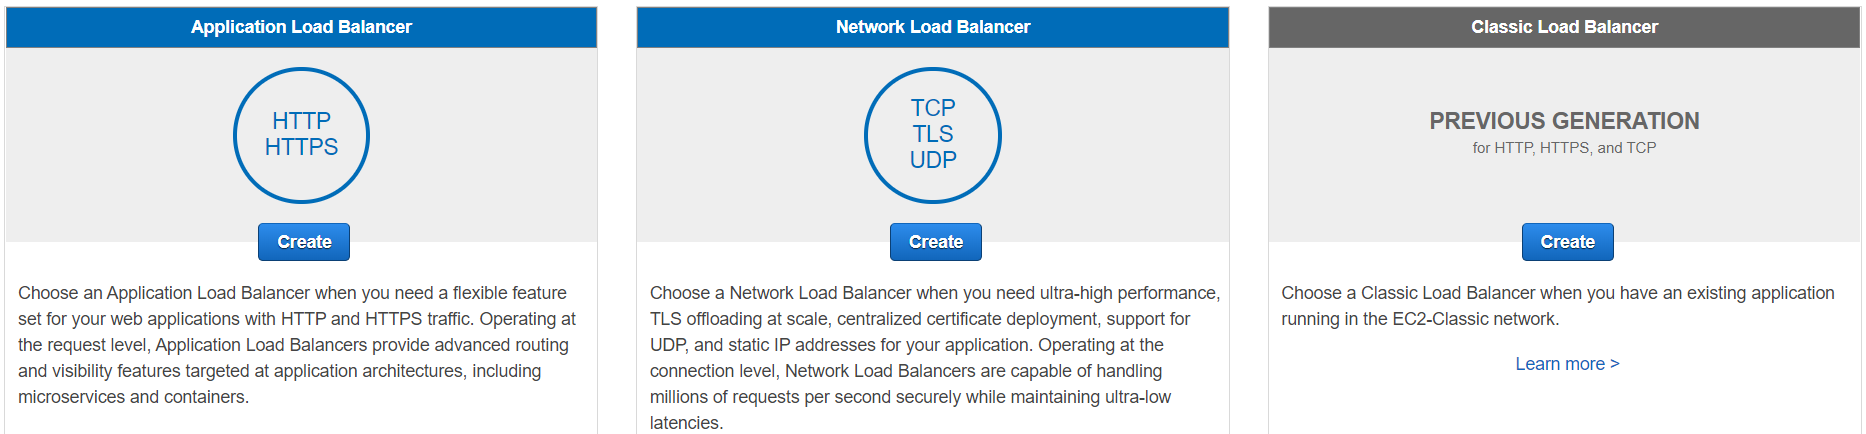 Application Load Balancer
HTTP
HTTPS
Create
Choose an Application Load Balancer when you need a flexible feature
set for your web applications with HTTP and HTTPS traffic. Operating at
the request level, Application Load Balancers provide advanced routing
and visibility features targeted at application architectures, including
microservices and containers.
Network Load Balancer
TCP
TLS
UDP
Create
Choose a Network Load Balancer when you need ultra-high performance,
TLS offloading at scale, centralized certificate deployment, support for
UDP, and static IP addresses for your application. Operating at the
connection level, Network Load Balancers are capable of handling
millions of requests per second securely while maintaining ultra-low
latencies.
Classic Load Balancer
PREVIOUS GENERATION
for HTTP, HTTPS, and TCP
Create
Choose a Classic Load Balancer when you have an existing application
running in the EC2-Classic network.
Learn more >